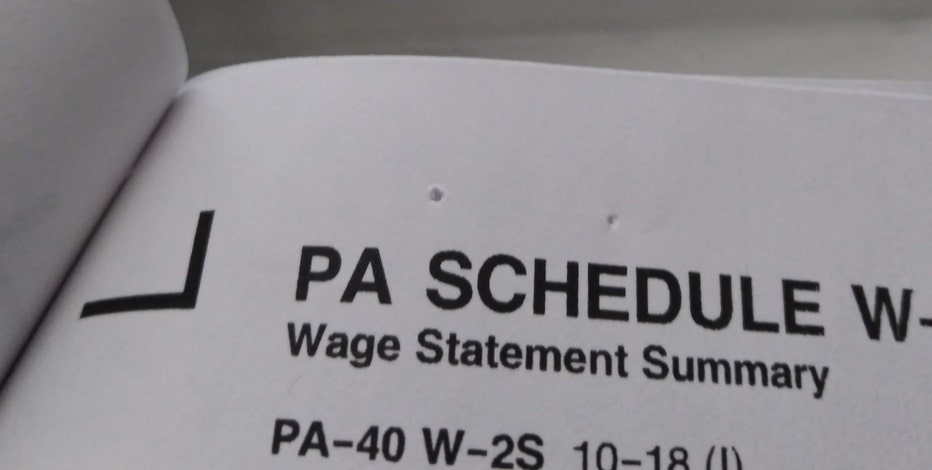 PA SCHEDULE W-
Wage Statement Summary
PA-40 W-2S 10-18 (I)